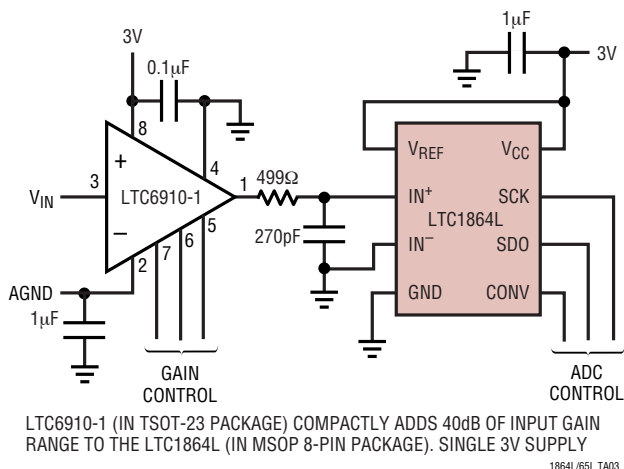 1µF
3V
3V
0.1µF
8
+
4
VREF
VCC
3
1
499Ω
VIN
LTC6910-1
IN+
SCK
LTC1864L
–
5
270pF
IN–
SDO
6
7
2
AGND
GND
CONV
1µF
GAIN
CONTROL
ADC
CONTROL
LTC6910-1 (IN TSOT-23 PACKAGE) COMPACTLY ADDS 40dB OF INPUT GAIN
RANGE TO THE LTC1864L (IN MSOP 8-PIN PACKAGE). SINGLE 3V SUPPLY
1864L/65L TA03